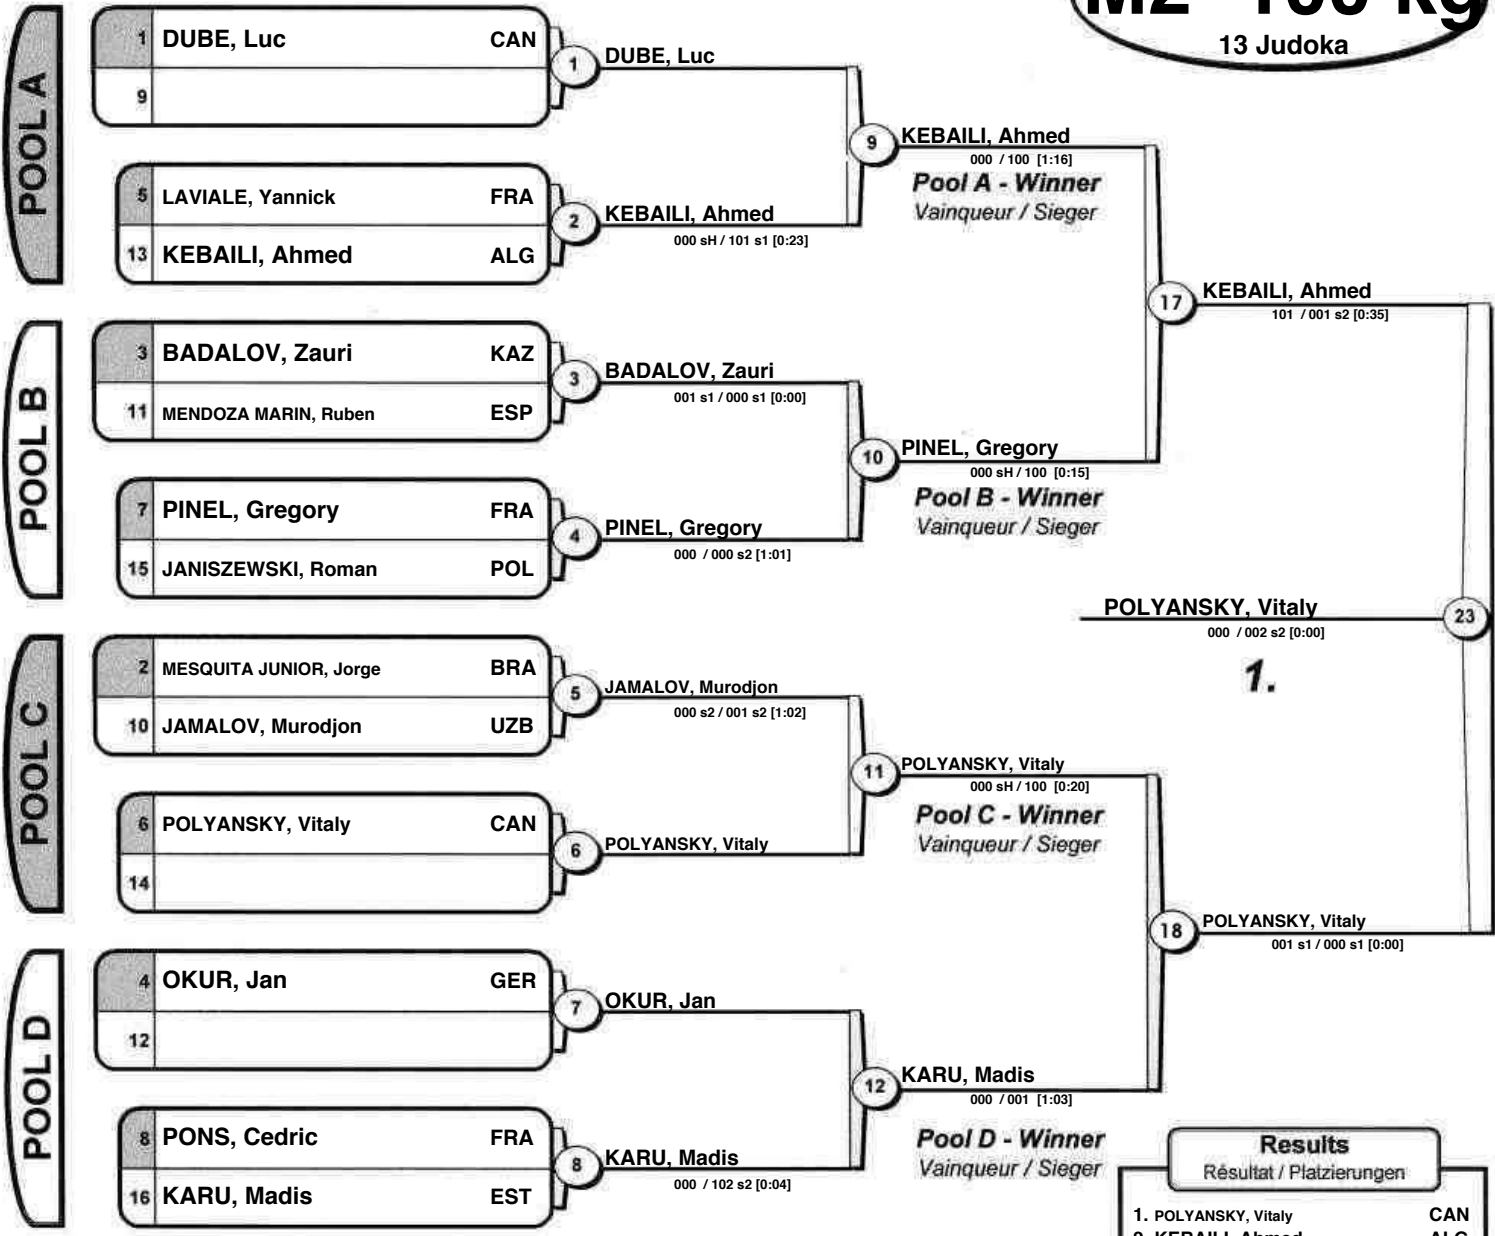 M2 -100 kg
13 Judoka
POOL A
1 DUBE, Luc CAN
9
1
DUBE, Luc
5 LAVIALE, Yannick FRA
13 KEBAILI, Ahmed ALG
2
KEBAILI, Ahmed
000 sH / 101 s1 [0:23]
9
KEBAILI, Ahmed
000 / 100 [1:16]
Pool A - Winner
Vainqueur / Sieger
POOL B
3 BADALOV, Zauri KAZ
11 MENDOZA MARIN, Ruben ESP
3
BADALOV, Zauri
001 s1 / 000 s1 [0:00]
7 PINEL, Gregory FRA
15 JANISZEWSKI, Roman POL
4
PINEL, Gregory
000 / 000 s2 [1:01]
10
PINEL, Gregory
000 sH / 100 [0:15]
Pool B - Winner
Vainqueur / Sieger
17
KEBAILI, Ahmed
101 / 001 s2 [0:35]
POLYANSKY, Vitaly
000 / 002 s2 [0:00]
23
1.
POOL C
2 MESQUITA JUNIOR, Jorge BRA
10 JAMALOV, Murodjon UZB
5
JAMALOV, Murodjon
000 s2 / 001 s2 [1:02]
6 POLYANSKY, Vitaly CAN
14
6
POLYANSKY, Vitaly
11
POLYANSKY, Vitaly
000 sH / 100 [0:20]
Pool C - Winner
Vainqueur / Sieger
18
POLYANSKY, Vitaly
001 s1 / 000 s1 [0:00]
POOL D
4 OKUR, Jan GER
12
7
OKUR, Jan
8 PONS, Cedric FRA
16 KARU, Madis EST
8
KARU, Madis
000 / 102 s2 [0:04]
12
KARU, Madis
000 / 001 [1:03]
Pool D - Winner
Vainqueur / Sieger
Results
Résultat / Platzierungen
1. POLYANSKY, Vitaly CAN
2. KEBAILI, Ahmed ALG